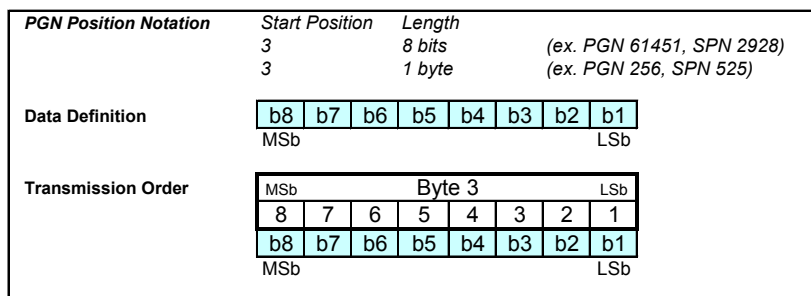 PGN Position Notation Start Position Length
3 8 bits (ex. PGN 61451, SPN 2928)
3 1 byte (ex. PGN 256, SPN 525)
Data Definition b8 b7 b6 b5 b4 b3 b2 b1
MSb LSb
Transmission Order MSb Byte 3 LSb
8 7 6 5 4 3 2 1
b8 b7 b6 b5 b4 b3 b2 b1
MSb LSb